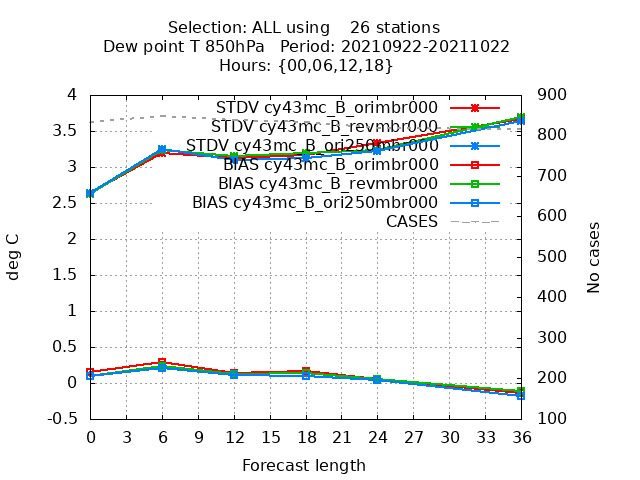 Selection: ALL using    26 stations
Dew point T 850hPa   Period: 20210922-20211022
Hours: {00,06,12,18}
STDV cy43mc_B_orimbr000
STDV cy43mc_B_revmbr000
STDV cy43mc_B_ori250mbr000
BIAS cy43mc_B_orimbr000
BIAS cy43mc_B_revmbr000
BIAS cy43mc_B_ori250mbr000
CASES
4
3.5
3
2.5
2
1.5
1
0.5
0
-0.5
deg C
900
800
700
600
500
400
300
200
100
No cases
0 3 6 9 12 15 18 21 24 27 30 33 36
Forecast length